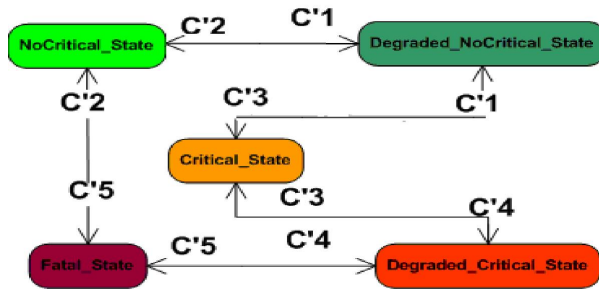 C'2 C'1
NoCritical_State Degraded_NoCritical_State
C'2 C'3 C'1
Critical_State
C'5 C'3 C'4
C'5 C'4
Fatal_State Degraded_Critical_State